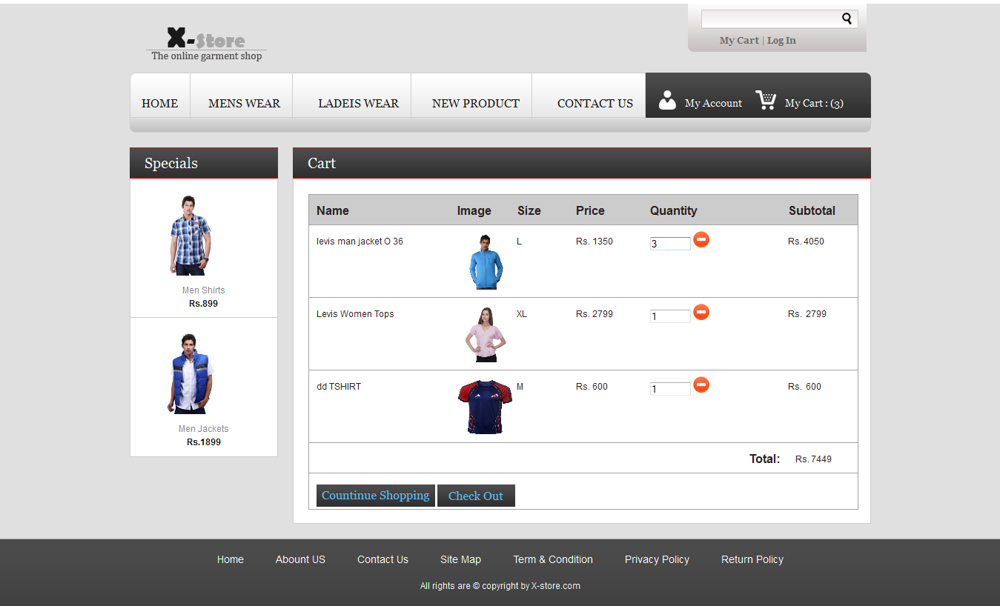 X-Store
The online garment shop
My Cart | Log In
HOME MENS WEAR LADEIS WEAR NEW PRODUCT CONTACT US My Account My Cart : (3)
Specials
Men Shirts
Rs.899
Men Jackets
Rs.1899
Cart
Name Image Size Price Quantity Subtotal
levis man jacket O 36 L Rs. 1350 3 Rs. 4050
Levis Women Tops XL Rs. 2799 1 Rs. 2799
dd TSHIRT M Rs. 600 1 Rs. 600
Total: Rs. 7449
Countinue Shopping Check Out
Home Abount US Contact Us Site Map Term & Condition Privacy Policy Return Policy
All rights are © copyright by X-store.com